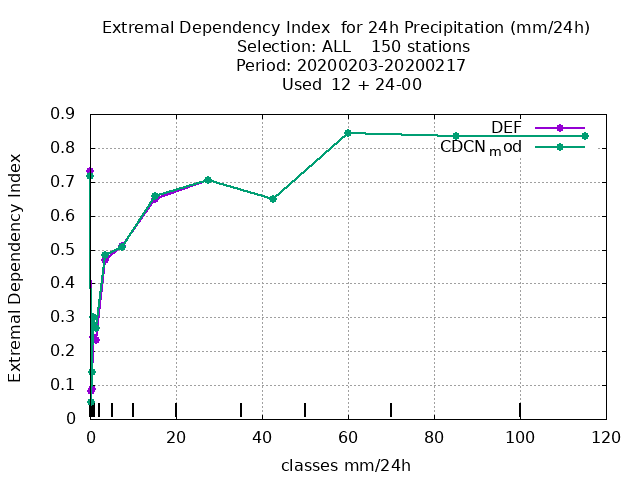 Extremal Dependency Index  for 24h Precipitation (mm/24h)
Selection: ALL    150 stations
Period: 20200203-20200217
Used  12 + 24-00
DEF
CDCN_mod
Extremal Dependency Index
0.9
0.8
0.7
0.6
0.5
0.4
0.3
0.2
0.1
0
0 20 40 60 80 100 120
classes mm/24h